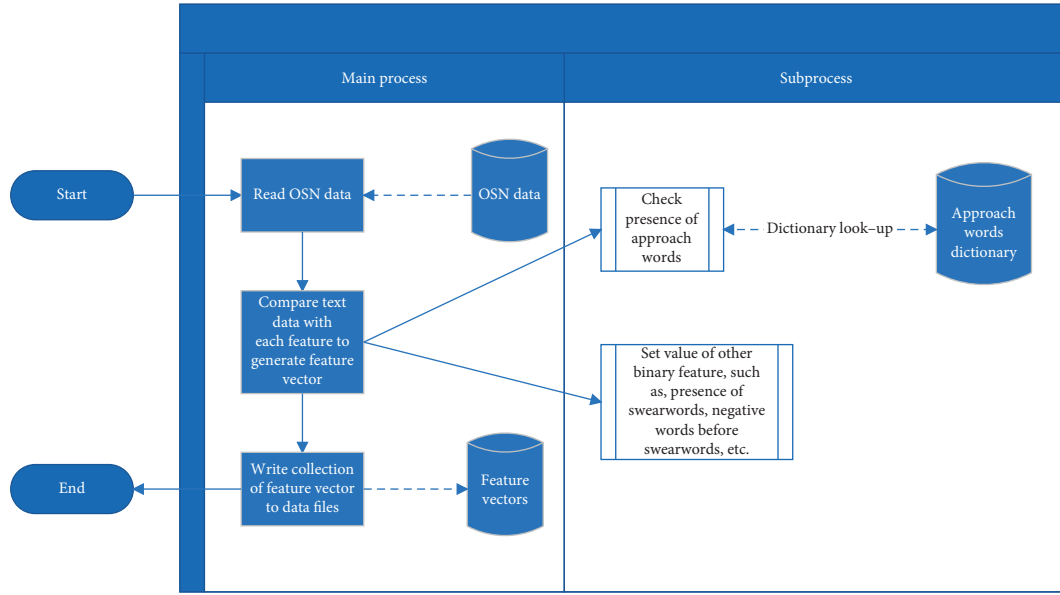 Main process
Subprocess
Start
Read OSN data
OSN data
Check
presence of
approach
words
Dictionary look–up
Approach
words
dictionary
Compare text
data with
each feature to
generate feature
vector
Set value of other
binary feature, such
as, presence of
swearwords, negative
words before
swearwords, etc.
End
Write collection
of feature vector
to data files
Feature
vectors